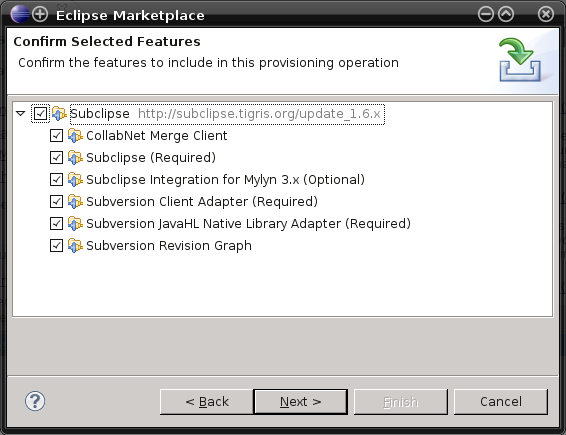 Eclipse Marketplace
Confirm Selected Features
Confirm the features to include in this provisioning operation
Subclipse http://subclipse.tigris.org/update_1.6.x
CollabNet Merge Client
Subclipse (Required)
Subclipse Integration for Mylyn 3.x (Optional)
Subversion Client Adapter (Required)
Subversion JavaHL Native Library Adapter (Required)
Subversion Revision Graph
? < Back Next > Finish Cancel